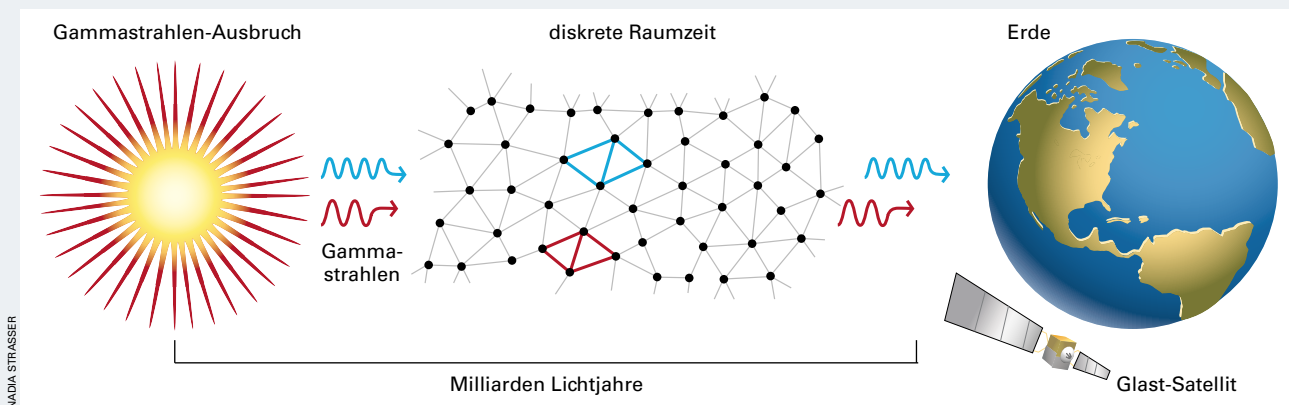 Gammastrahlen-Ausbruch
diskrete Raumzeit
Erde
Gamma-
strahlen
Milliarden Lichtjahre
Glast-Satellit
NADIA STRASSER